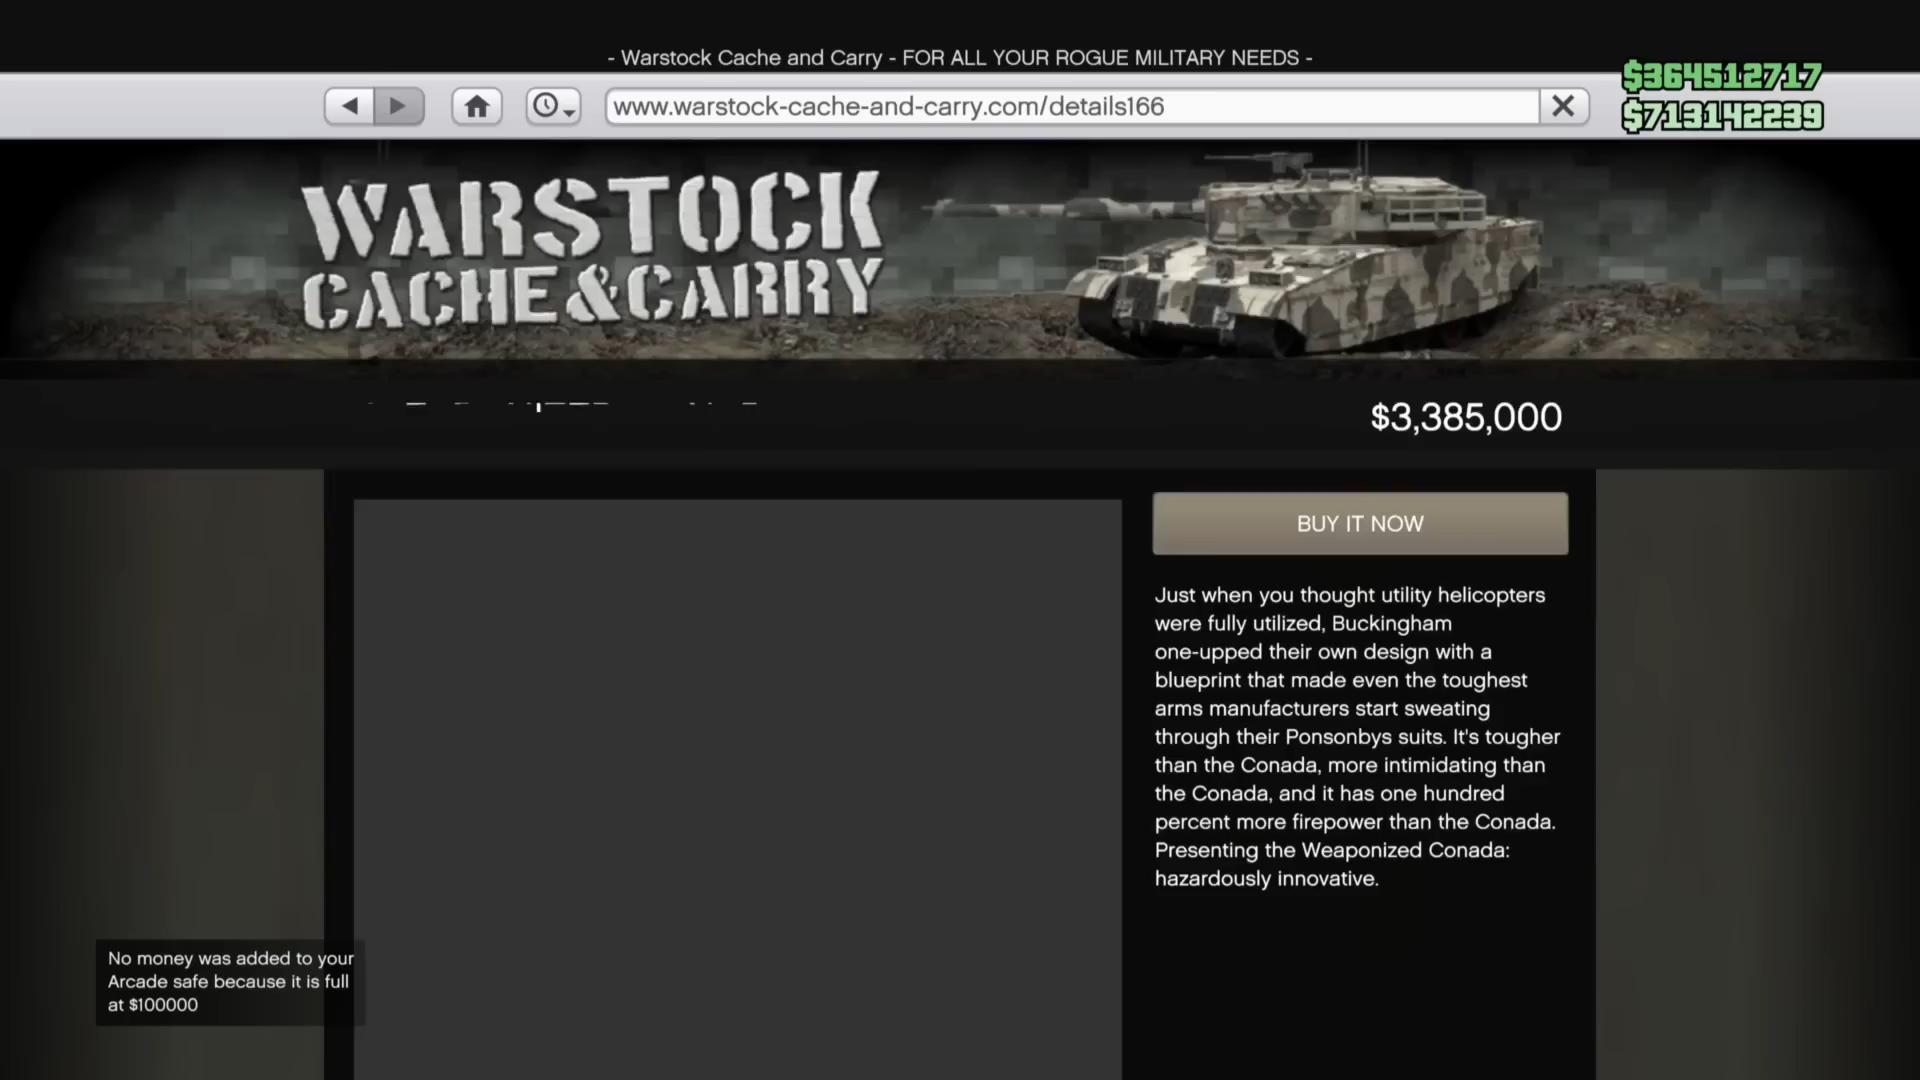 - Warstock Cache and Carry - FOR ALL YOUR ROGUE MILITARY NEEDS -
$364512717
www.warstock-cache-and-carry.com/details166
$713142239
WARSTOCK
CACHE&CARRY
$3,385,000
BUY IT NOW
Just when you thought utility helicopters
were fully utilized, Buckingham
one-upped their own design with a
blueprint that made even the toughest
arms manufacturers start sweating
through their Ponsonbys suits. It's tougher
than the Conada, more intimidating than
the Conada, and it has one hundred
percent more firepower than the Conada.
Presenting the Weaponized Conada:
hazardously innovative.
No money was added to your
Arcade safe because it is full
at $100000